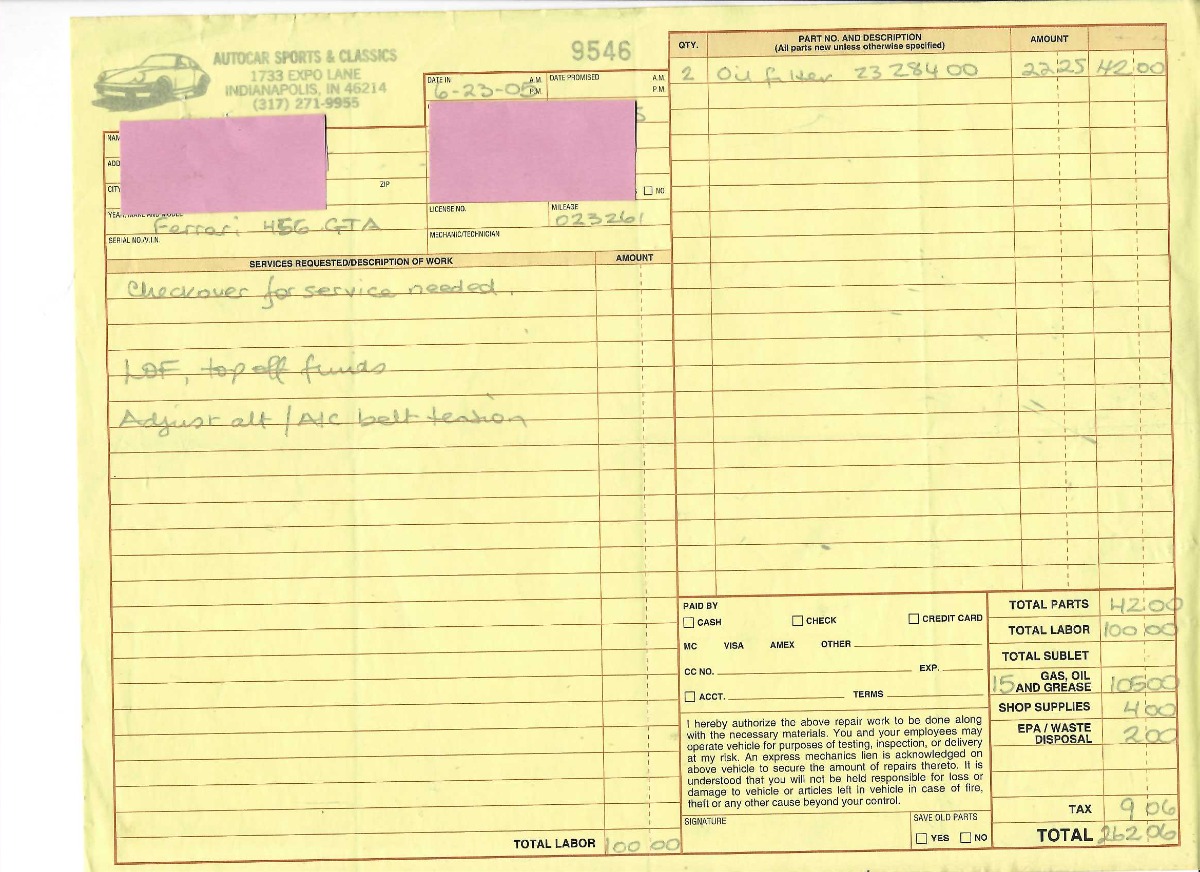 AUTOCAR SPORTS & CLASSICS
1733 EXPO LANE
INDIANAPOLIS, IN 46214
(317) 271-9955
9546
DATE IN A.M. P.M.
6-23-05
DATE PROMISED A.M. P.M.
NAM
ADD
CITY
ZIP
NO
YEAR, MAKE AND MODEL
Ferrari 456 GTA
LICENSE NO.
MILEAGE
023261
SERIAL NO./V.I.N.
MECHANIC/TECHNICIAN
SERVICES REQUESTED/DESCRIPTION OF WORK AMOUNT
Checkover for service needed.
LOF, top off fluids
Adjust alt / A/C belt tension
TOTAL LABOR 100 00
QTY. PART NO. AND DESCRIPTION AMOUNT
(All parts new unless otherwise specified)
2 Oil filter 23 284 00 22 25 42 00
PAID BY
CASH CHECK CREDIT CARD
MC VISA AMEX OTHER
CC NO. EXP.
ACCT. TERMS
I hereby authorize the above repair work to be done along
with the necessary materials. You and your employees may
operate vehicle for purposes of testing, inspection, or delivery
at my risk. An express mechanics lien is acknowledged on
above vehicle to secure the amount of repairs thereto. It is
understood that you will not be held responsible for loss or
damage to vehicle or articles left in vehicle in case of fire,
theft or any other cause beyond your control.
SIGNATURE
SAVE OLD PARTS
YES NO
TOTAL PARTS 42 00
TOTAL LABOR 100 00
TOTAL SUBLET
15 GAS, OIL AND GREASE 105 00
SHOP SUPPLIES 4 00
EPA / WASTE DISPOSAL 2 00
TAX 9 06
TOTAL 262 06